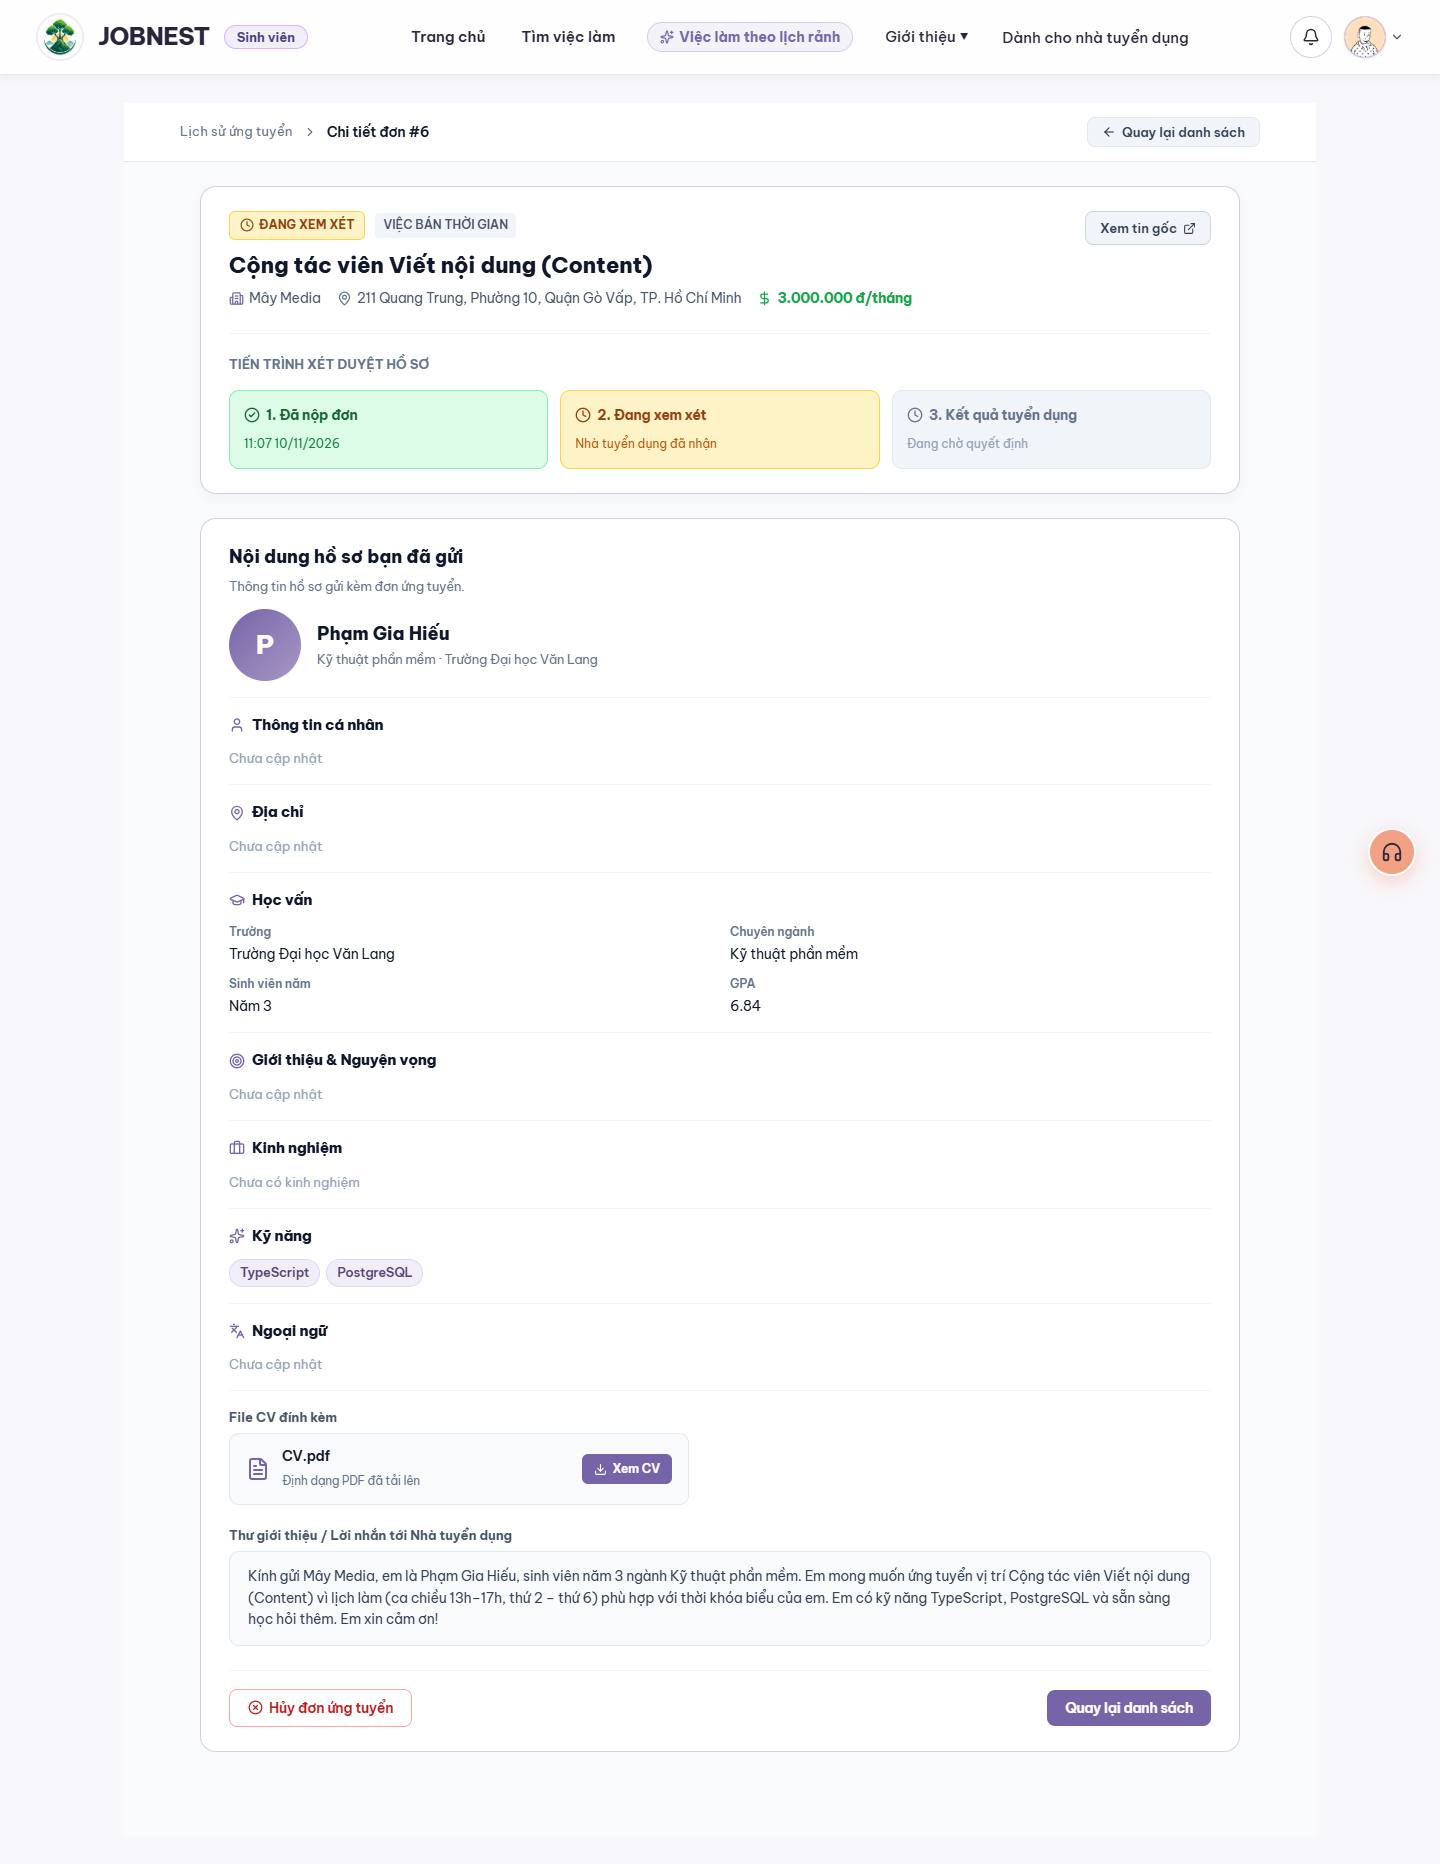 JOBNEST
Sinh viên
Trang chủ
Tìm việc làm
Việc làm theo lịch rảnh
Giới thiệu ▾
Dành cho nhà tuyển dụng
Lịch sử ứng tuyển > Chi tiết đơn #6
Quay lại danh sách
ĐANG XEM XÉT
VIỆC BÁN THỜI GIAN
Xem tin gốc
Cộng tác viên Viết nội dung (Content)
Mây Media
211 Quang Trung, Phường 10, Quận Gò Vấp, TP. Hồ Chí Minh
3.000.000 đ/tháng
TIẾN TRÌNH XÉT DUYỆT HỒ SƠ
1. Đã nộp đơn
11:07 10/11/2026
2. Đang xem xét
Nhà tuyển dụng đã nhận
3. Kết quả tuyển dụng
Đang chờ quyết định
Nội dung hồ sơ bạn đã gửi
Thông tin hồ sơ gửi kèm đơn ứng tuyển.
P
Phạm Gia Hiếu
Kỹ thuật phần mềm · Trường Đại học Văn Lang
Thông tin cá nhân
Chưa cập nhật
Địa chỉ
Chưa cập nhật
Học vấn
Trường
Trường Đại học Văn Lang
Chuyên ngành
Kỹ thuật phần mềm
Sinh viên năm
Năm 3
GPA
6.84
Giới thiệu & Nguyện vọng
Chưa cập nhật
Kinh nghiệm
Chưa có kinh nghiệm
Kỹ năng
TypeScript
PostgreSQL
Ngoại ngữ
Chưa cập nhật
File CV đính kèm
CV.pdf
Định dạng PDF đã tải lên
Xem CV
Thư giới thiệu / Lời nhắn tới Nhà tuyển dụng
Kính gửi Mây Media, em là Phạm Gia Hiếu, sinh viên năm 3 ngành Kỹ thuật phần mềm. Em mong muốn ứng tuyển vị trí Cộng tác viên Viết nội dung
(Content) vì lịch làm (ca chiều 13h–17h, thứ 2 – thứ 6) phù hợp với thời khóa biểu của em. Em có kỹ năng TypeScript, PostgreSQL và sẵn sàng
học hỏi thêm. Em xin cảm ơn!
Hủy đơn ứng tuyển
Quay lại danh sách